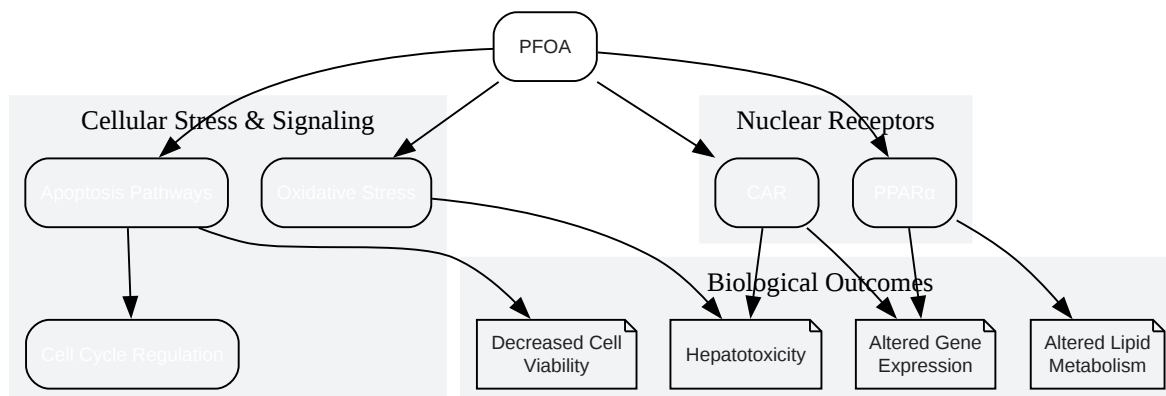 PFOA
Cellular Stress & Signaling
Nuclear Receptors
Apoptosis Pathways
Oxidative Stress
CAR
PPARα
Biological Outcomes
Cell Cycle Regulation
Decreased Cell
Viability
Hepatotoxicity
Altered Gene
Expression
Altered Lipid
Metabolism